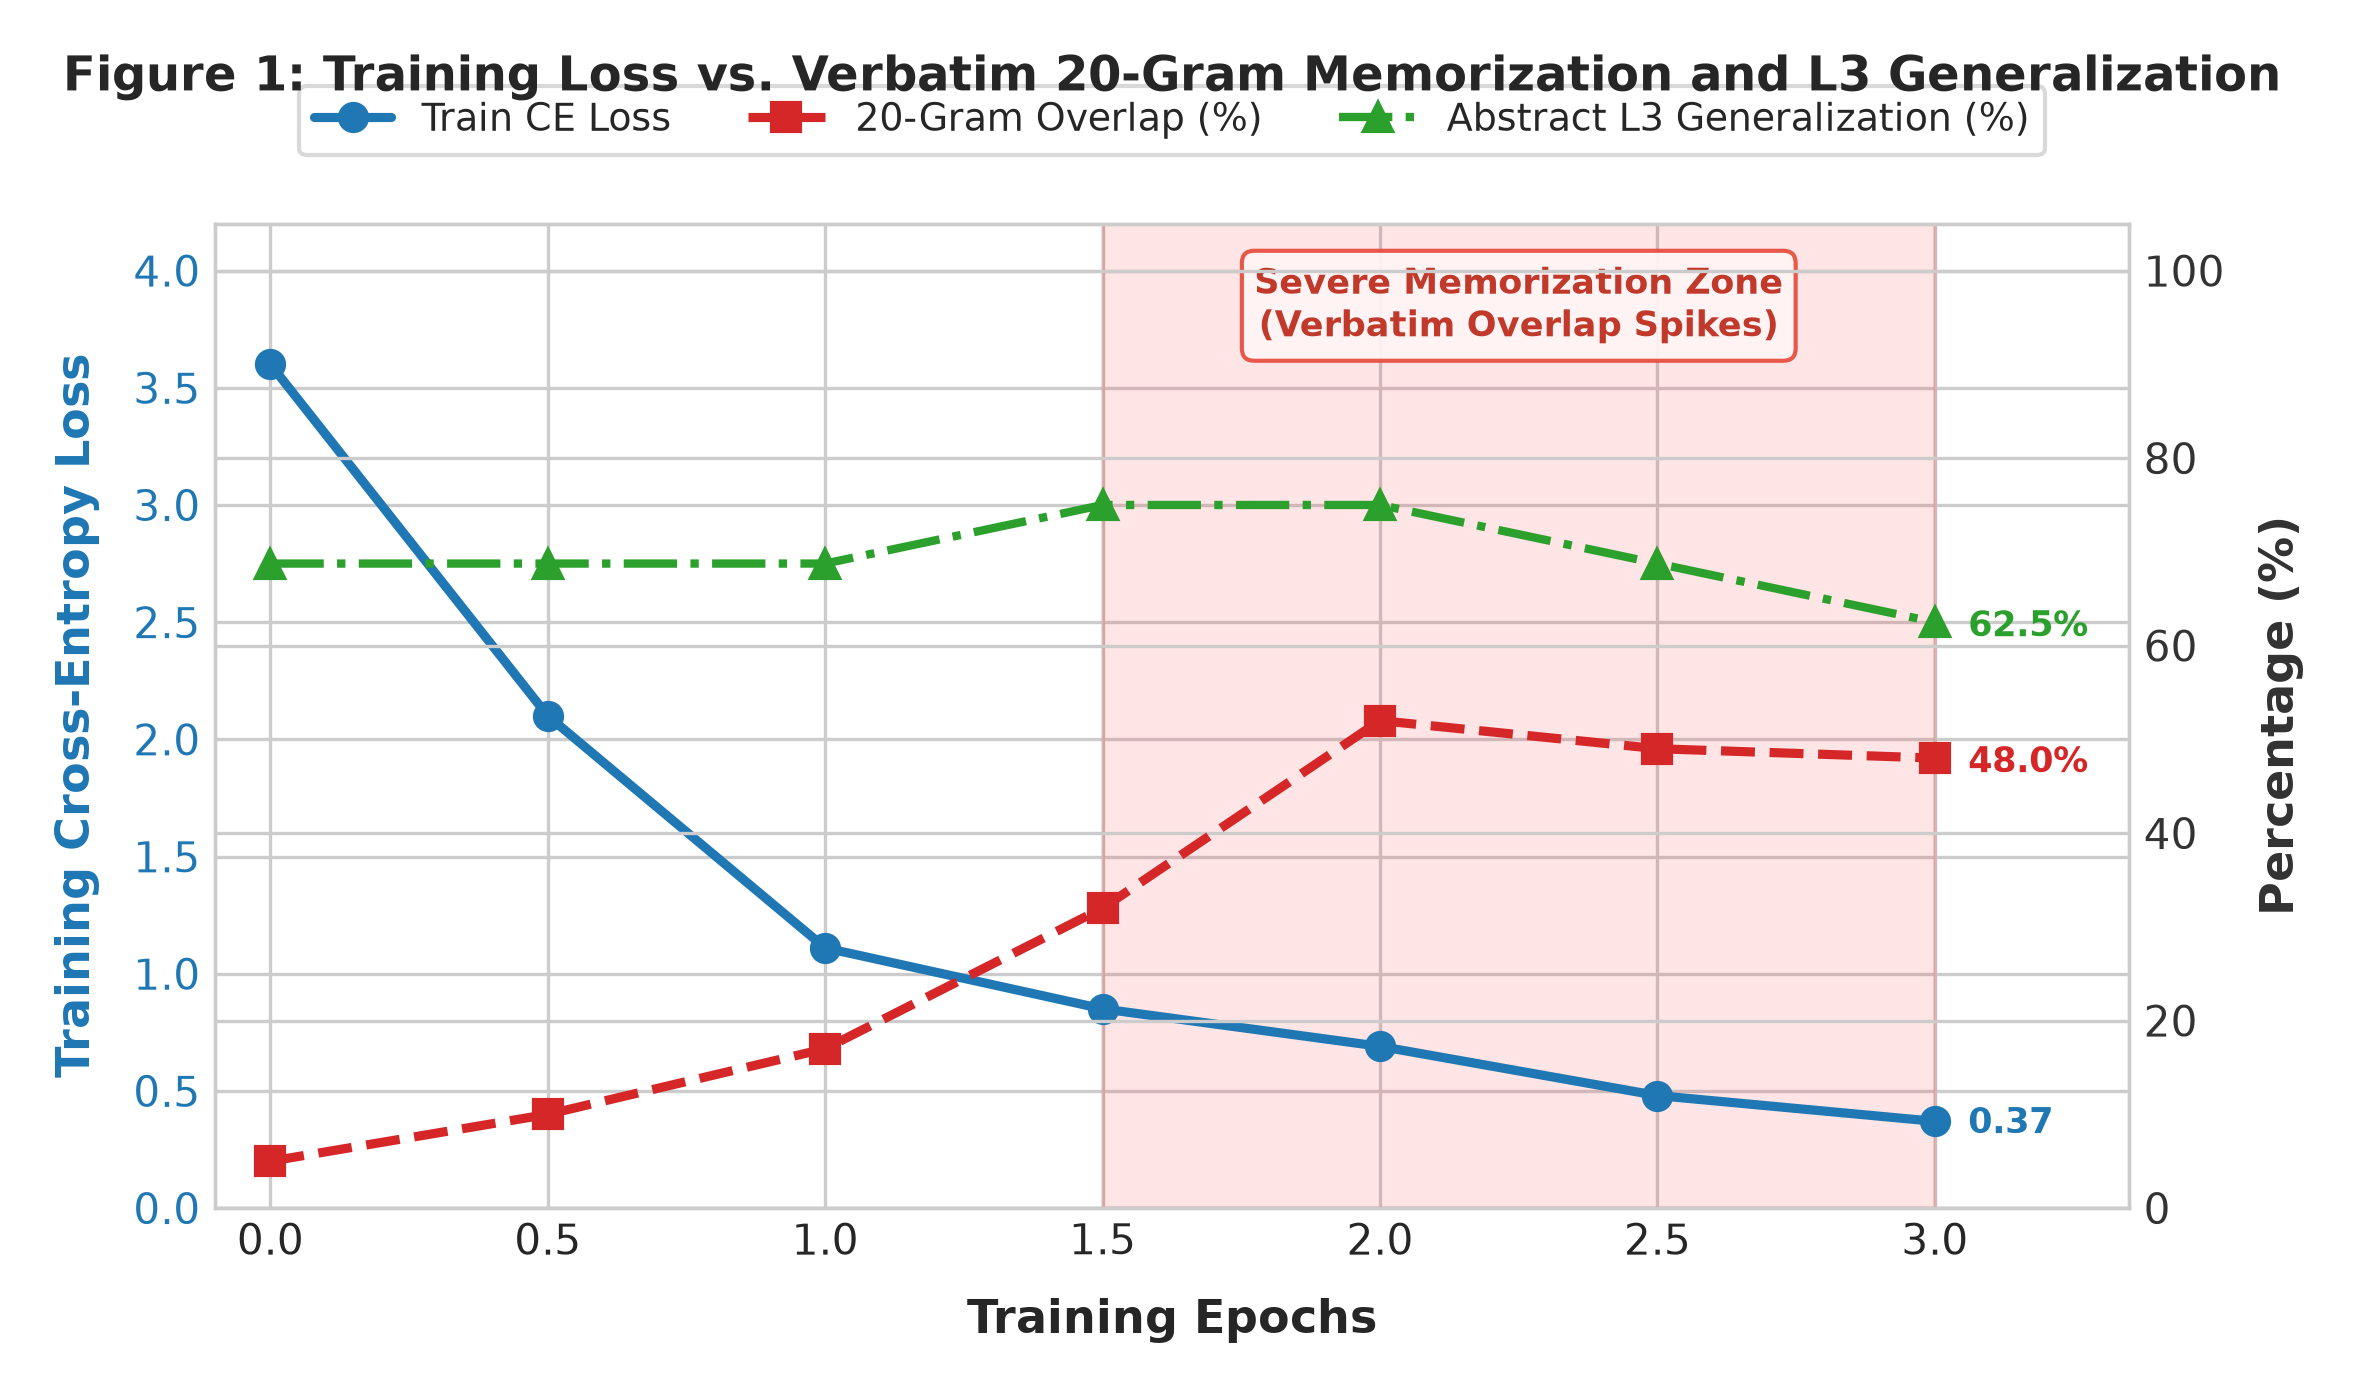 Figure 1: Training Loss vs. Verbatim 20-Gram Memorization and L3 Generalization
Train CE Loss
20-Gram Overlap (%)
Abstract L3 Generalization (%)
Training Cross-Entropy Loss
4.0
3.5
3.0
2.5
2.0
1.5
1.0
0.5
0.0
Severe Memorization Zone
(Verbatim Overlap Spikes)
62.5%
48.0%
0.37
100
80
60
40
20
0
Percentage (%)
0.0 0.5 1.0 1.5 2.0 2.5 3.0
Training Epochs